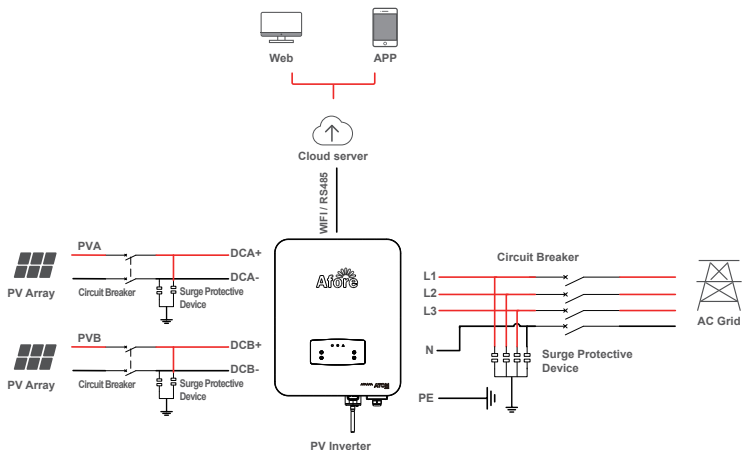 Web
APP
Cloud server
WIFI / RS485
PVA
DCA+
DCA-
PV Array
Circuit Breaker
Surge Protective
Device
PVB
DCB+
DCB-
PV Array
Circuit Breaker
Surge Protective
Device
Afore
PV Inverter
Circuit Breaker
L1
L2
L3
N
AC Grid
Surge Protective
Device
PE